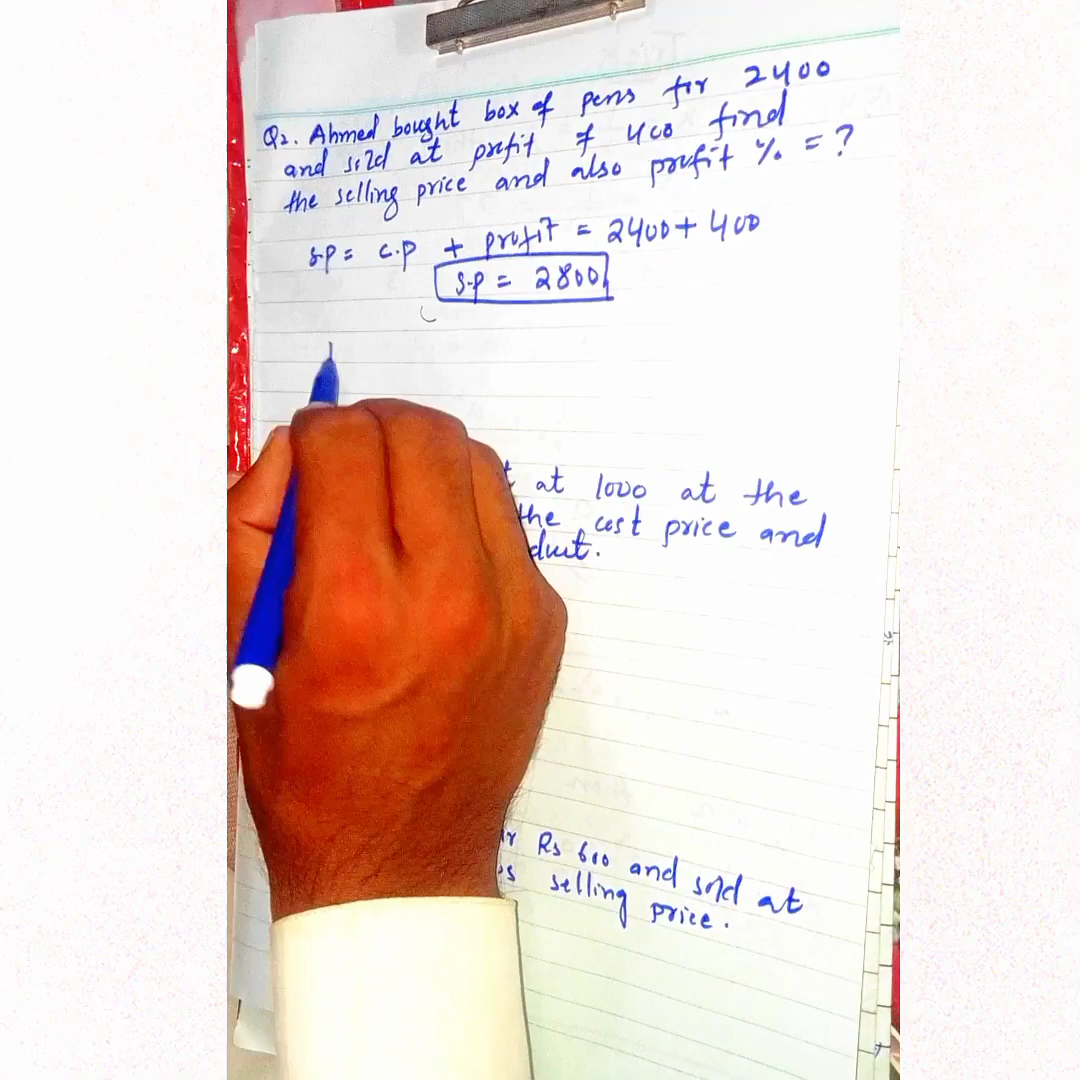 Q2. Ahmed bought box of pens for 2400
and sold at profit of 400 find
the selling price and also profit % = ?
S.P = C.P + profit = 2400 + 400
S.P = 2800
at 1000 at the
the cost price and
duct.
Rs 600 and sold at
selling price.